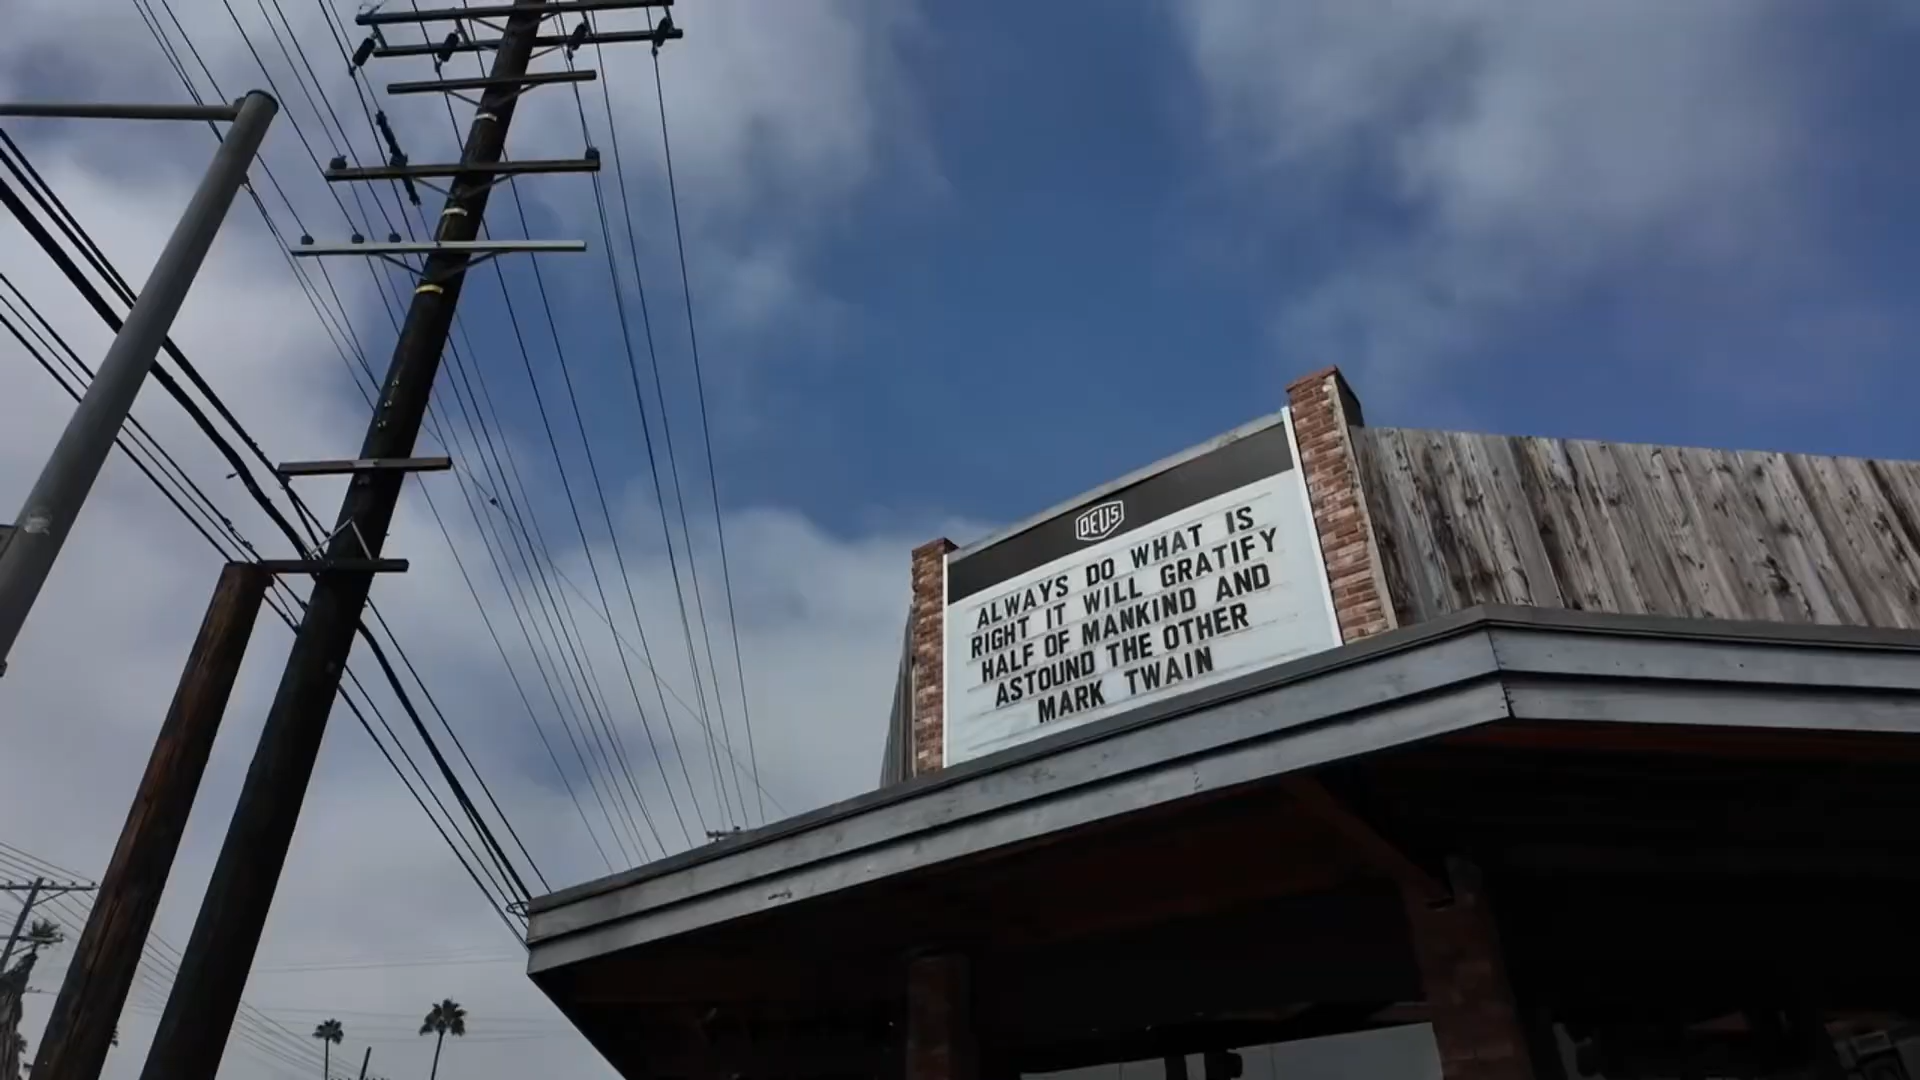 DEUS
ALWAYS DO WHAT IS
RIGHT IT WILL GRATIFY
HALF OF MANKIND AND
ASTOUND THE OTHER
MARK TWAIN